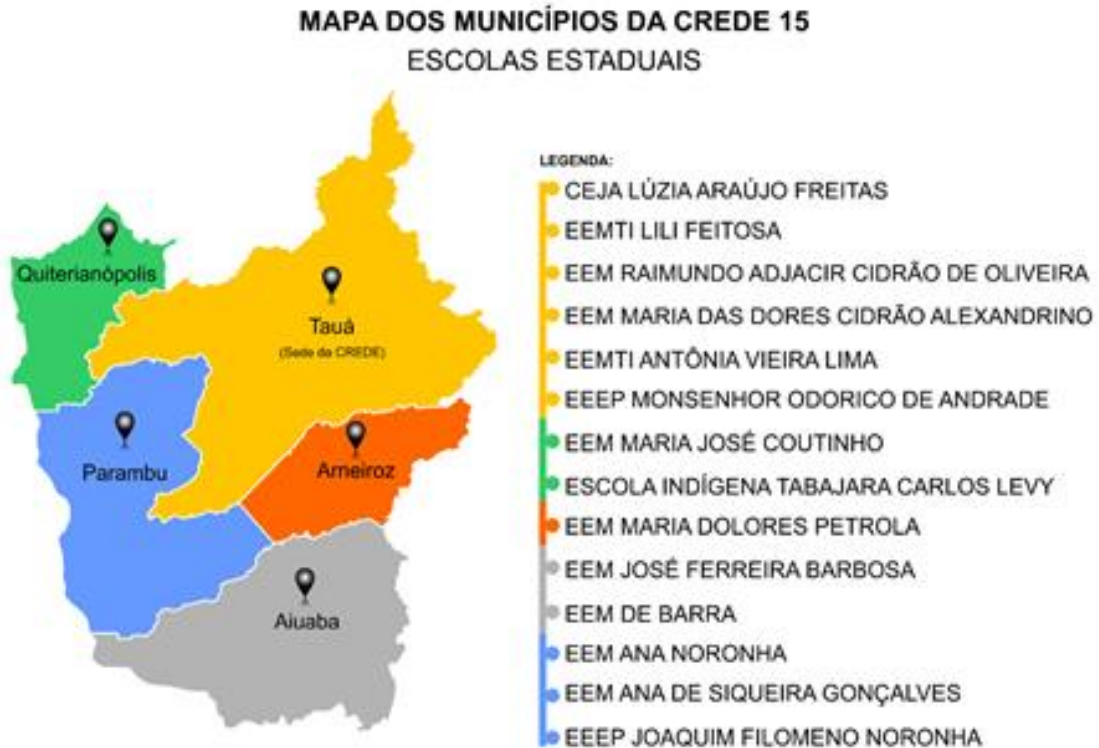 MAPA DOS MUNICÍPIOS DA CREDE 15
ESCOLAS ESTADUAIS
Quiterianópolis
Tauá
(Sede da CREDE)
Parambu
Arneiroz
Aiuaba
LEGENDA:
CEJA LÚZIA ARAÚJO FREITAS
EEMTI LILI FEITOSA
EEM RAIMUNDO ADJACIR CIDRÃO DE OLIVEIRA
EEM MARIA DAS DORES CIDRÃO ALEXANDRINO
EEMTI ANTÔNIA VIEIRA LIMA
EEEP MONSENHOR ODORICO DE ANDRADE
EEM MARIA JOSÉ COUTINHO
ESCOLA INDÍGENA TABAJARA CARLOS LEVY
EEM MARIA DOLORES PETROLA
EEM JOSÉ FERREIRA BARBOSA
EEM DE BARRA
EEM ANA NORONHA
EEM ANA DE SIQUEIRA GONÇALVES
EEEP JOAQUIM FILOMENO NORONHA